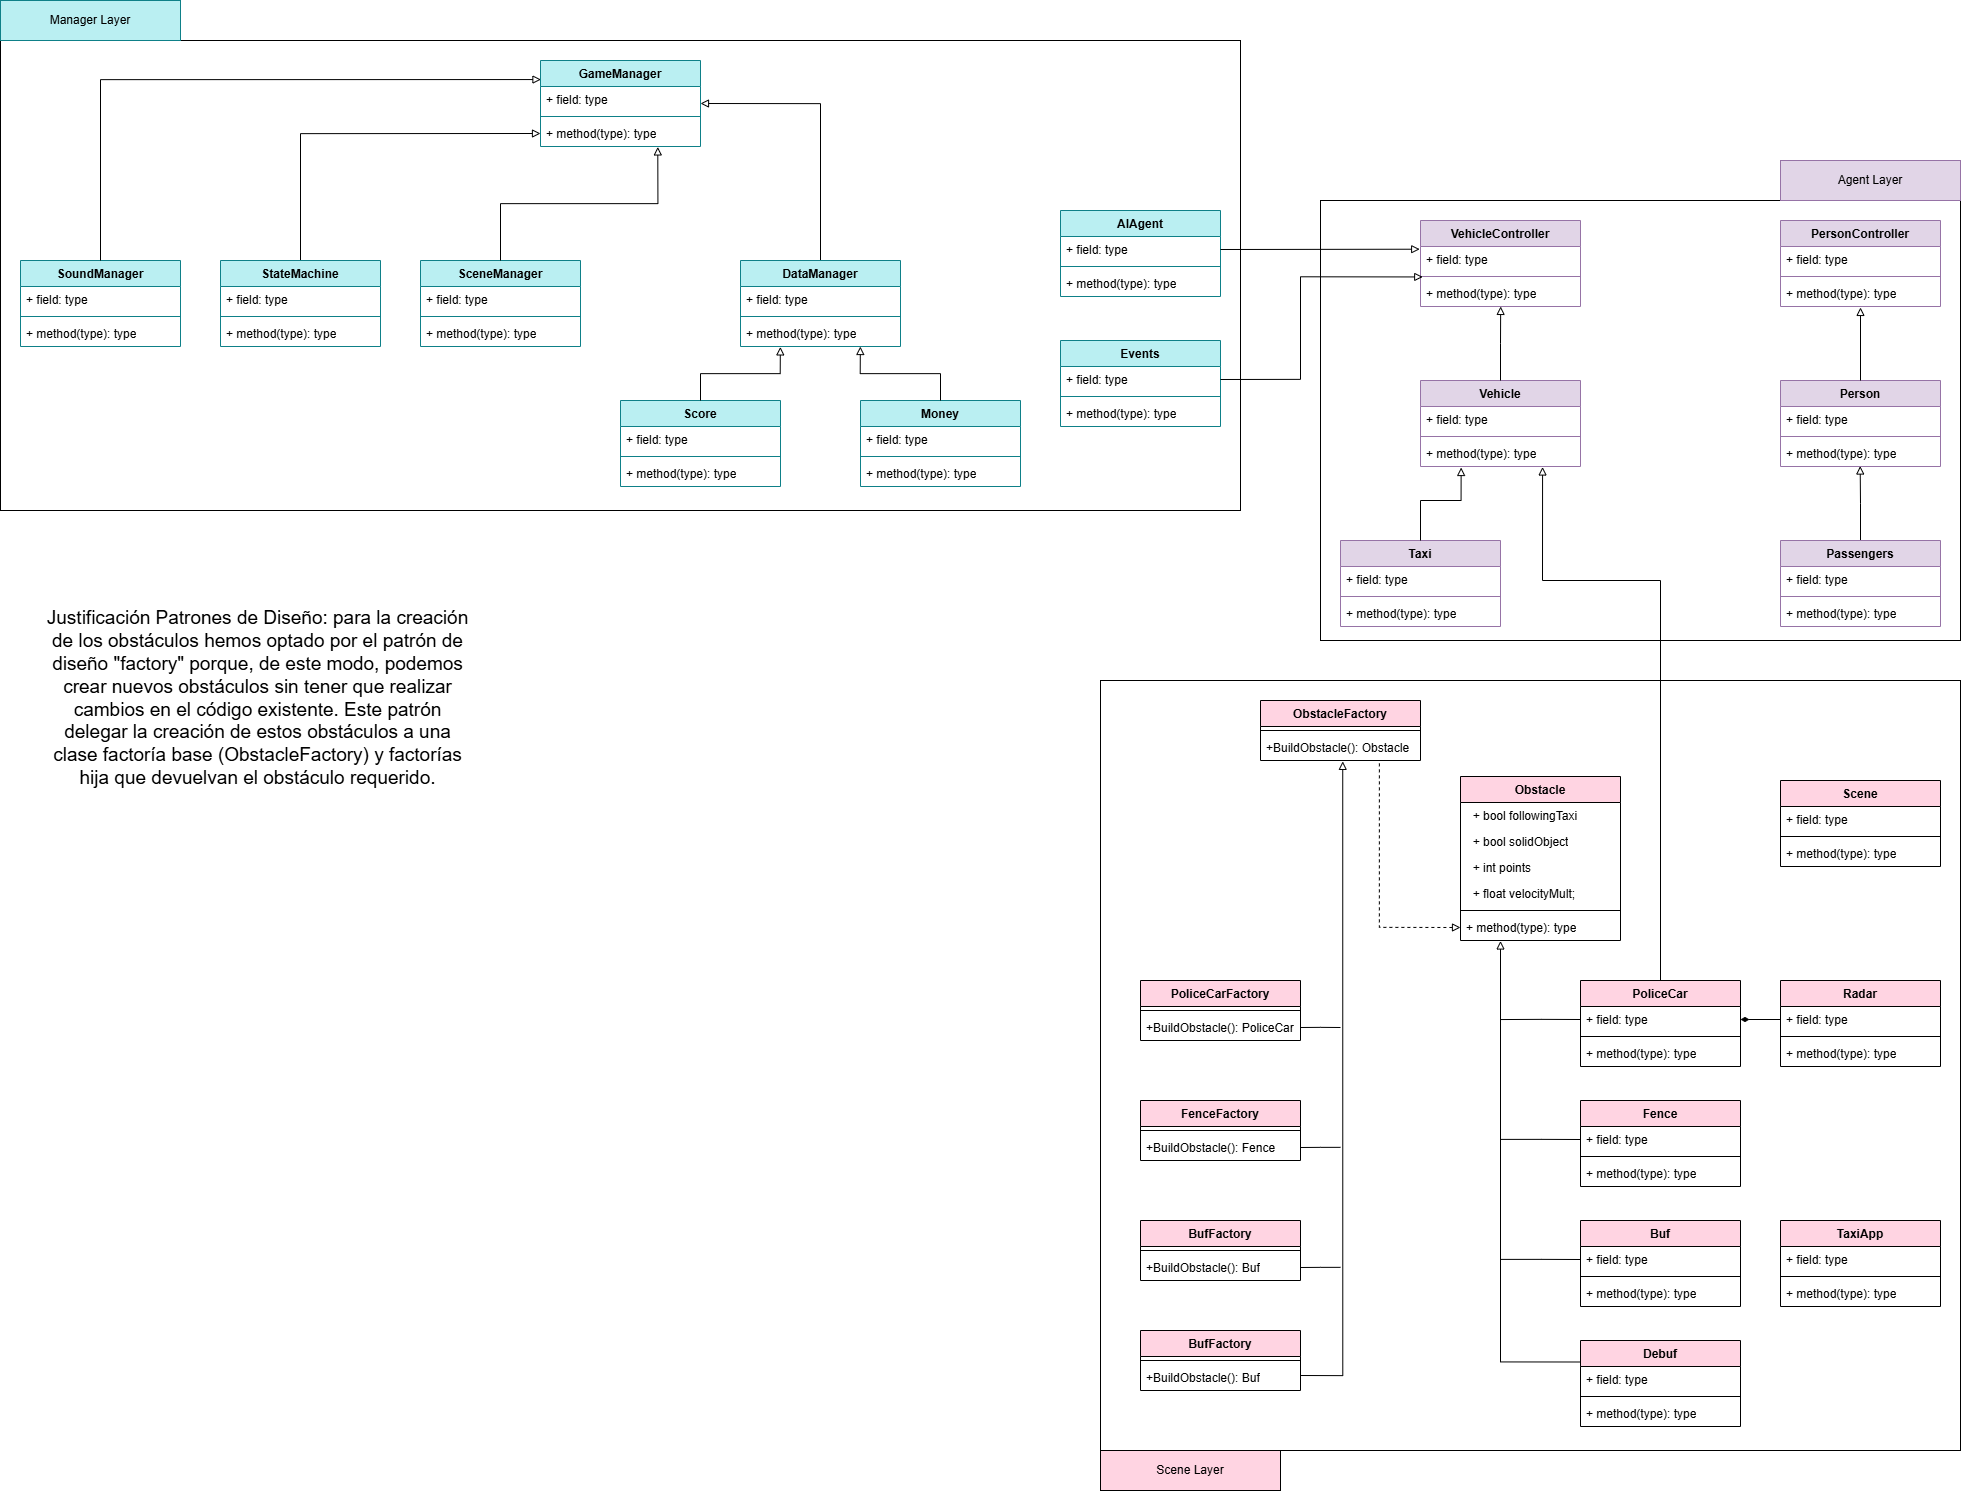 Manager Layer
GameManager
+ field: type
+ method(type): type
SoundManager
+ field: type
+ method(type): type
StateMachine
+ field: type
+ method(type): type
SceneManager
+ field: type
+ method(type): type
DataManager
+ field: type
+ method(type): type
Score
+ field: type
+ method(type): type
Money
+ field: type
+ method(type): type
AIAgent
+ field: type
+ method(type): type
Events
+ field: type
+ method(type): type
Agent Layer
VehicleController
+ field: type
+ method(type): type
PersonController
+ field: type
+ method(type): type
Vehicle
+ field: type
+ method(type): type
Person
+ field: type
+ method(type): type
Taxi
+ field: type
+ method(type): type
Passengers
+ field: type
+ method(type): type
Justificación Patrones de Diseño: para la creación
de los obstáculos hemos optado por el patrón de
diseño "factory" porque, de este modo, podemos
crear nuevos obstáculos sin tener que realizar
cambios en el código existente. Este patrón
delegar la creación de estos obstáculos a una
clase factoría base (ObstacleFactory) y factorías
hija que devuelvan el obstáculo requerido.
ObstacleFactory
+BuildObstacle(): Obstacle
Obstacle
+ bool followingTaxi
+ bool solidObject
+ int points
+ float velocityMult;
+ method(type): type
Scene
+ field: type
+ method(type): type
PoliceCarFactory
+BuildObstacle(): PoliceCar
PoliceCar
+ field: type
+ method(type): type
Radar
+ field: type
+ method(type): type
FenceFactory
+BuildObstacle(): Fence
Fence
+ field: type
+ method(type): type
BufFactory
+BuildObstacle(): Buf
Buf
+ field: type
+ method(type): type
TaxiApp
+ field: type
+ method(type): type
BufFactory
+BuildObstacle(): Buf
Debuf
+ field: type
+ method(type): type
Scene Layer